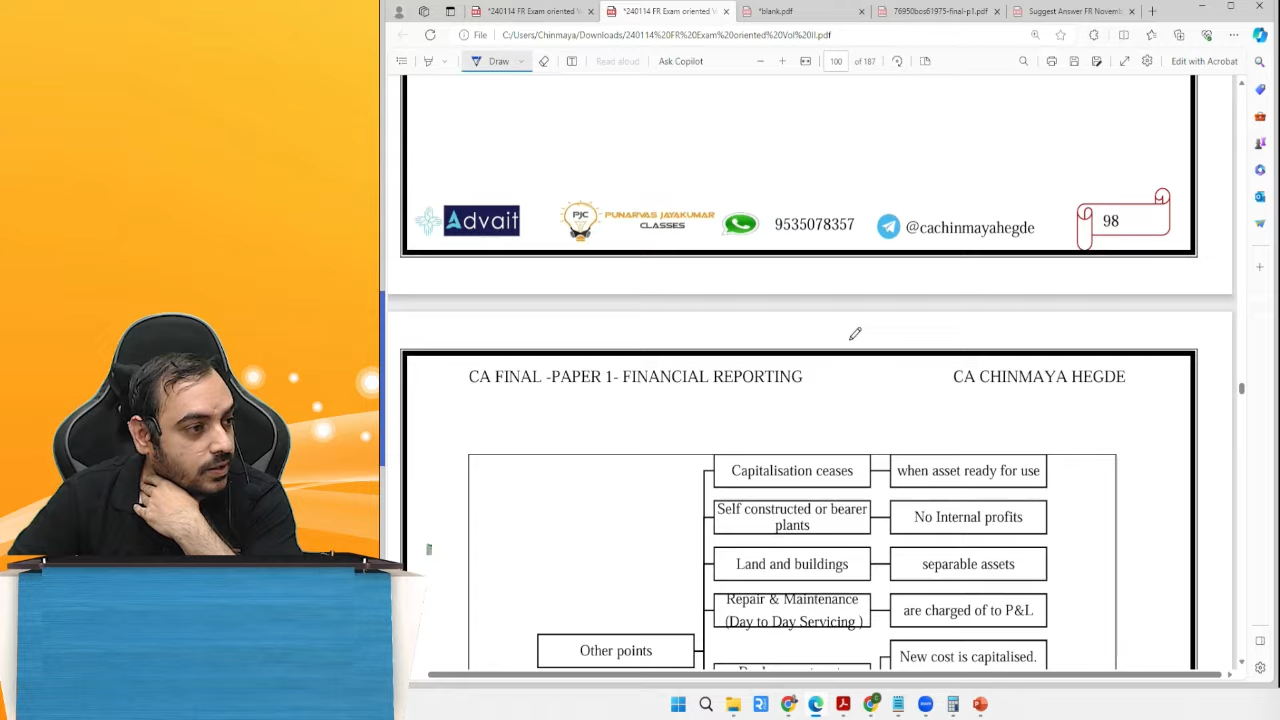 *240114 FR Exam oriented V
*240114 FR Exam oriented V
*blank.pdf
76950bos61975-final-p1.pdf
Suggest Answer FR November
File
C:/Users/Chinmaya/Downloads/240114%20FR%20Exam%20oriented%20Vol%20II.pdf
Draw
Read aloud
Ask Copilot
100 of 187
Edit with Acrobat
Advait
PJC
PUNARVAS JAYAKUMAR
CLASSES
9535078357
@cachinmayahegde
98
CA FINAL -PAPER 1- FINANCIAL REPORTING
CA CHINMAYA HEGDE
Capitalisation ceases
when asset ready for use
Self constructed or bearer
plants
No Internal profits
Land and buildings
separable assets
Repair & Maintenance
(Day to Day Servicing )
are charged of to P&L
Other points
New cost is capitalised.